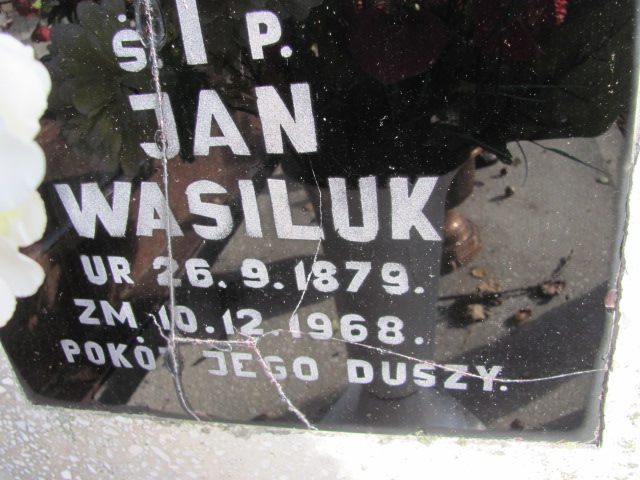 Ś † P.
JAN
WASILUK
UR 26.9.1879.
ZM. 10.12.1968.
POKÓJ JEGO DUSZY.